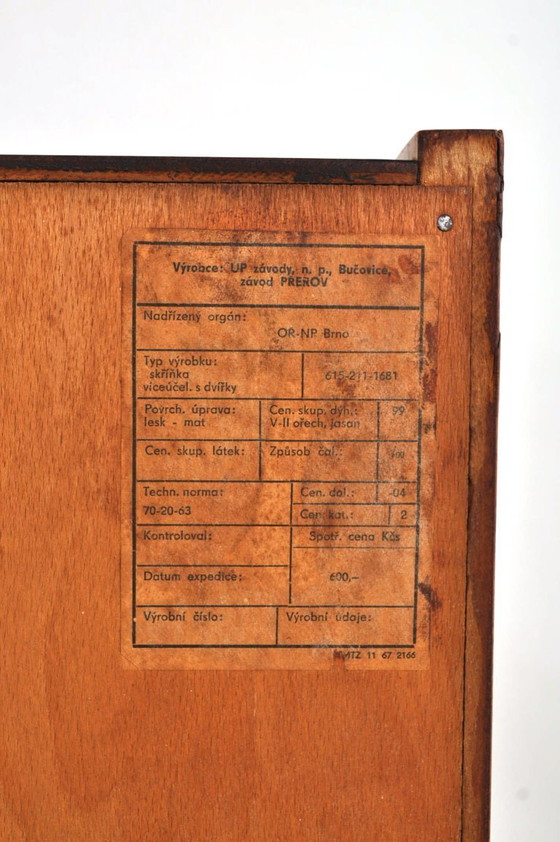 Výrobce: UP závody, n. p., Bučovice,
závod PŘEROV
Nadřízený orgán:
OR-NP Brno
Typ výrobku:
skříňka
víceúčel. s dvířky
615-211-1681
Povrch. úprava:
lesk - mat
Cen. skup. dýh.:
V-II ořech, jasan
99
Cen. skup. látek:
Způsob čal.:
Techn. norma:
70-20-63
Cen. dol.:
-04
Cen. kat.:
2
Kontroloval:
Spotř. cena Kčs
Datum expedice:
600,—
Výrobní číslo:
Výrobní údaje:
11 67 2166